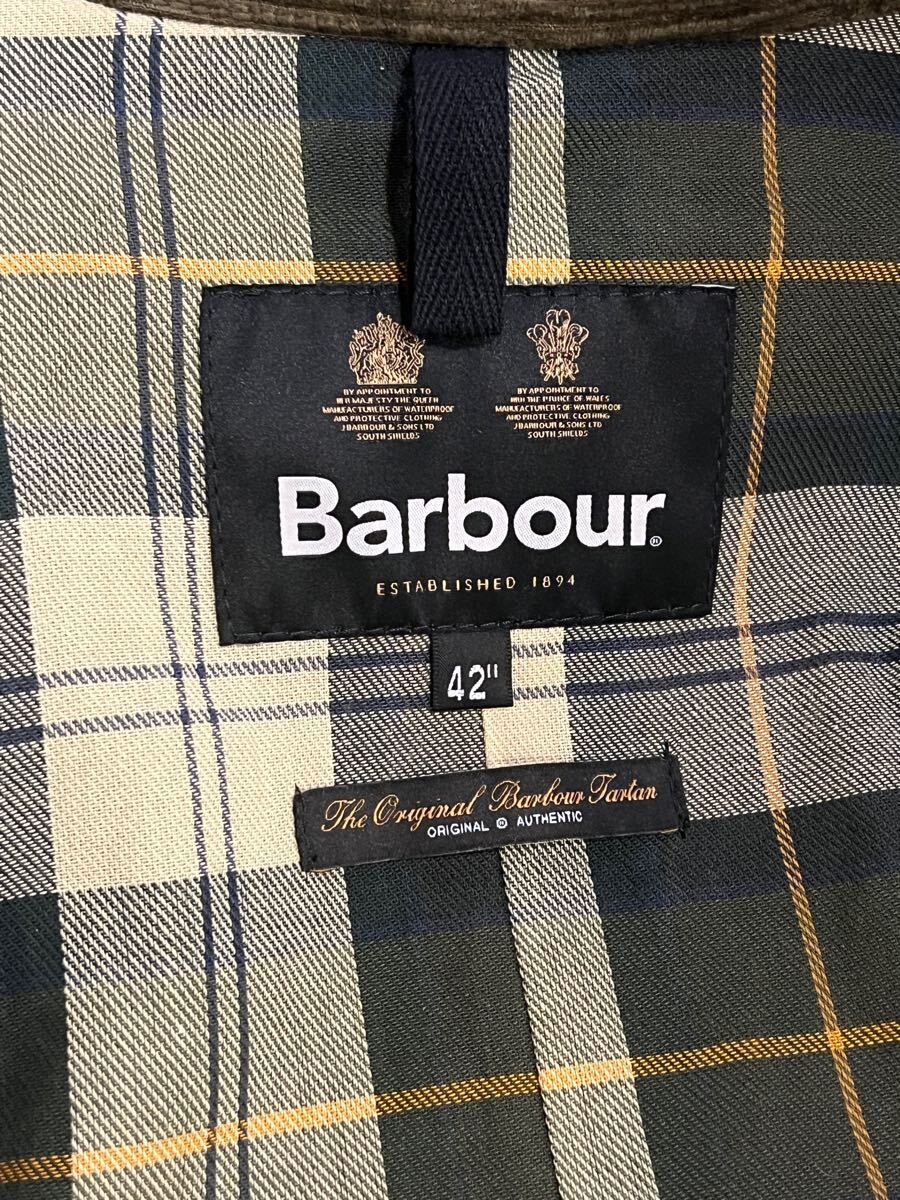 BY APPOINTMENT TO
HER MAJESTY THE QUEEN
MANUFACTURERS OF WATERPROOF
AND PROTECTIVE CLOTHING
J BARBOUR & SONS LTD
SOUTH SHIELDS
BY APPOINTMENT TO
HRH THE PRINCE OF WALES
MANUFACTURERS OF WATERPROOF
AND PROTECTIVE CLOTHING
J BARBOUR & SONS LTD
SOUTH SHIELDS
Barbour®
ESTABLISHED 1894
42"
The Original Barbour Tartan
ORIGINAL ® AUTHENTIC